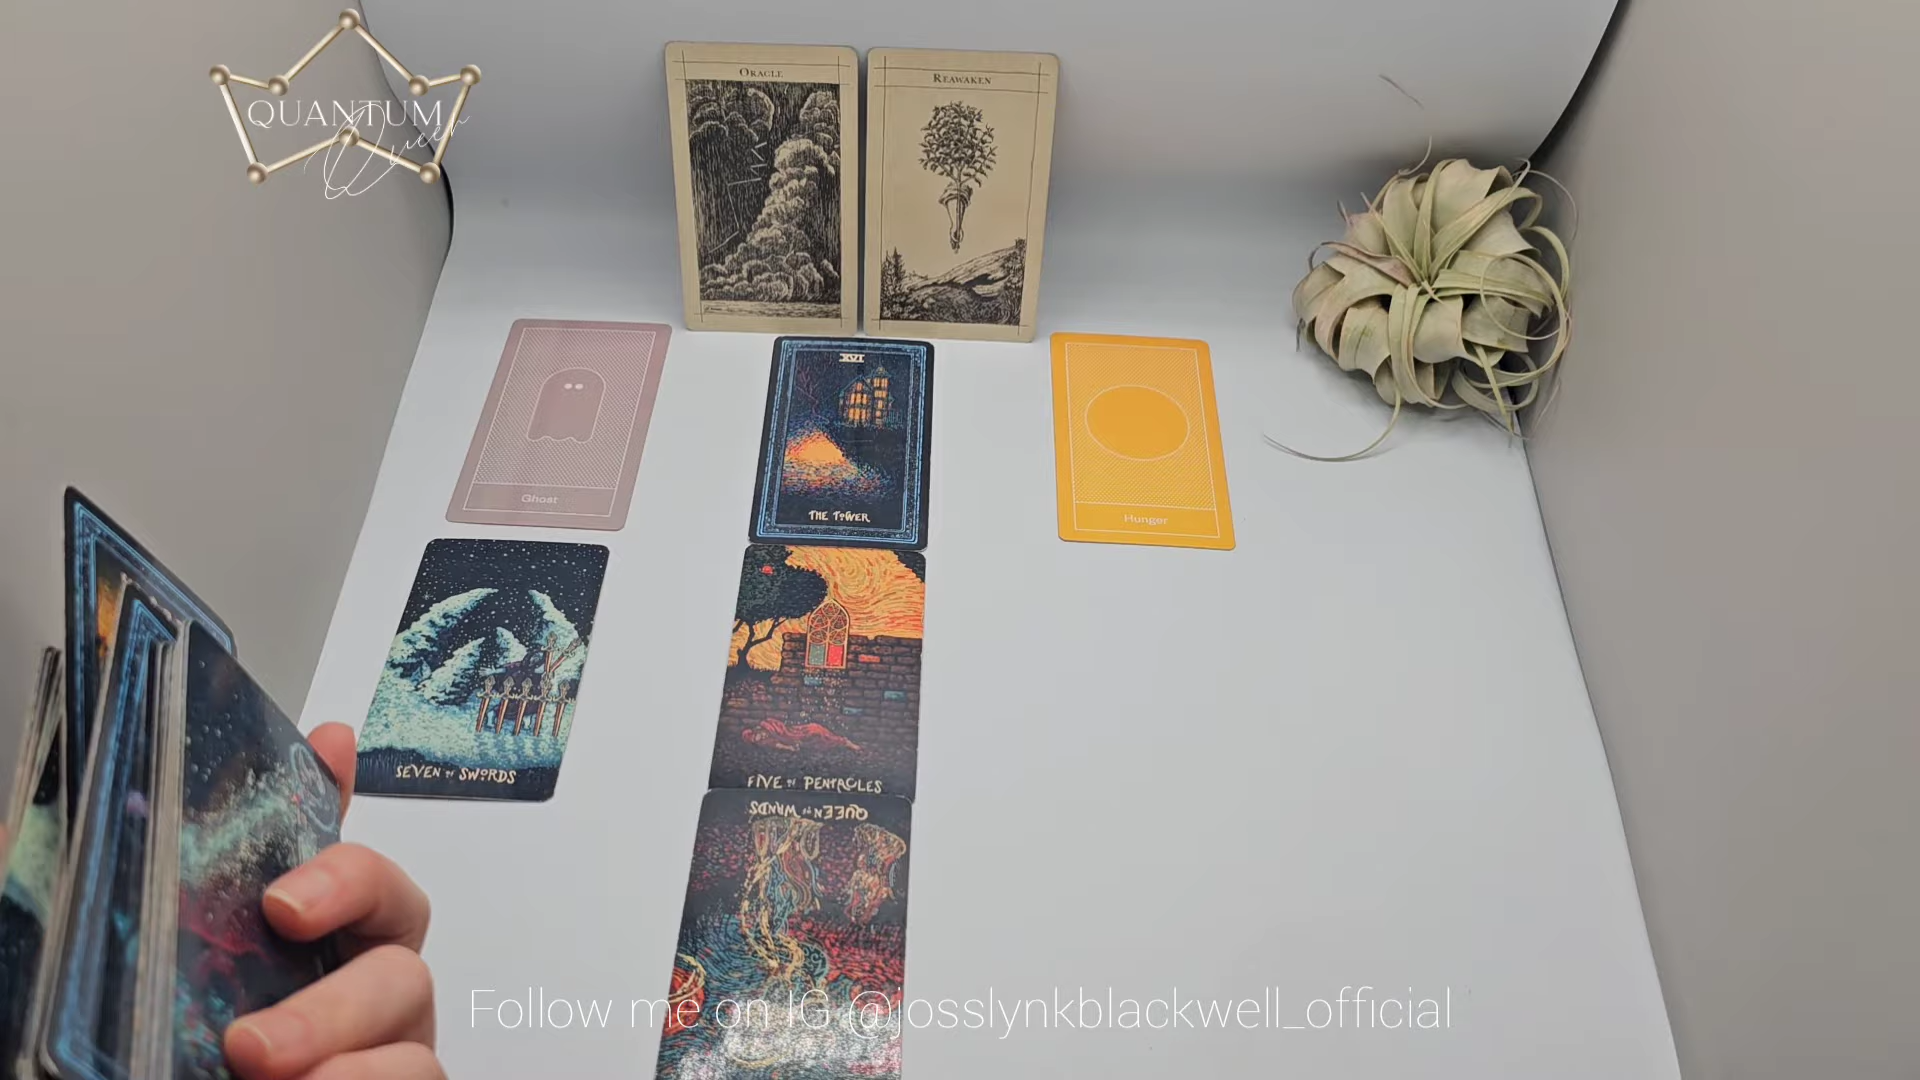 QUANTUM
Queen
ORACLE
REAWAKEN
Ghost
XVI
THE TOWER
Hunger
SEVEN OF SWORDS
FIVE OF PENTACLES
QUEEN OF WANDS
Follow me on IG @josslynkblackwell_official